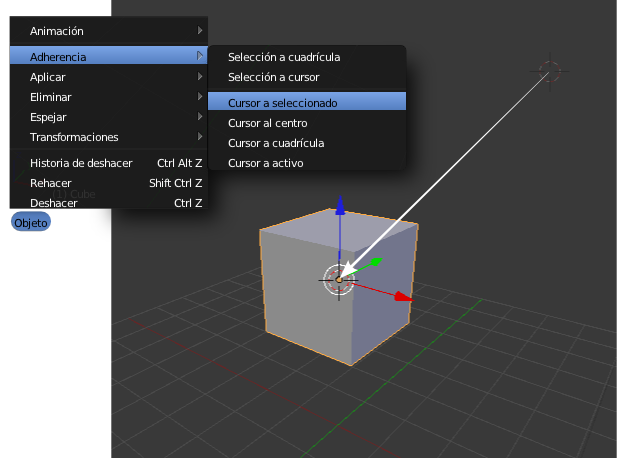 Animación
Adherencia
Aplicar
Eliminar
Espejar
Transformaciones
Historia de deshacer Ctrl Alt Z
Rehacer Shift Ctrl Z
Deshacer Ctrl Z
Selección a cuadrícula
Selección a cursor
Cursor a seleccionado
Cursor al centro
Cursor a cuadrícula
Cursor a activo
(1) Cube
Objeto